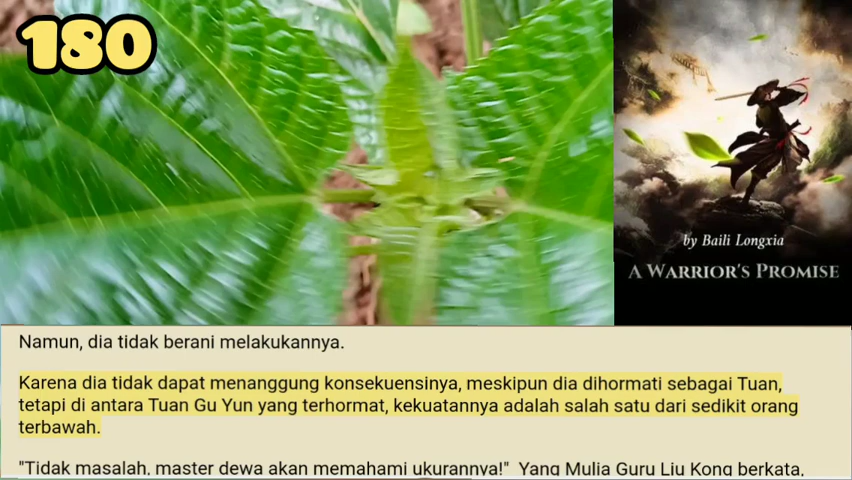 180
by Baili Longxia
A WARRIOR'S PROMISE
Namun, dia tidak berani melakukannya.
Karena dia tidak dapat menanggung konsekuensinya, meskipun dia dihormati sebagai Tuan,
tetapi di antara Tuan Gu Yun yang terhormat, kekuatannya adalah salah satu dari sedikit orang
terbawah.
"Tidak masalah, master dewa akan memahami ukurannya!" Yang Mulia Guru Liu Kong berkata,